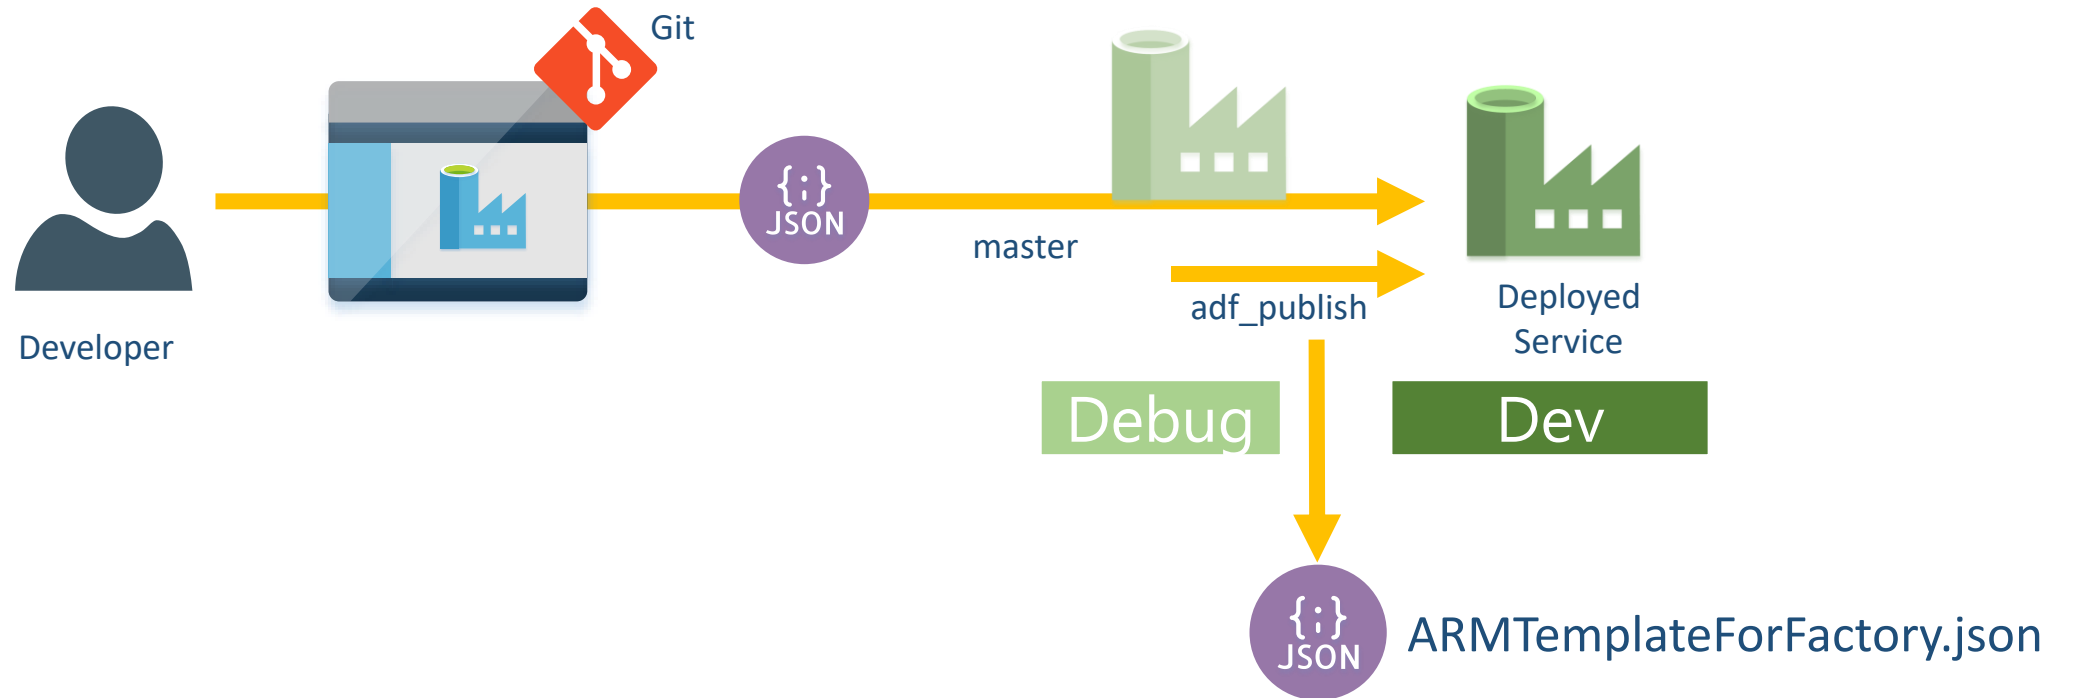 Git
{;}
JSON
master
adf_publish
Developer
Deployed
Service
Debug
Dev
{;}
JSON
ARMTemplateForFactory.json